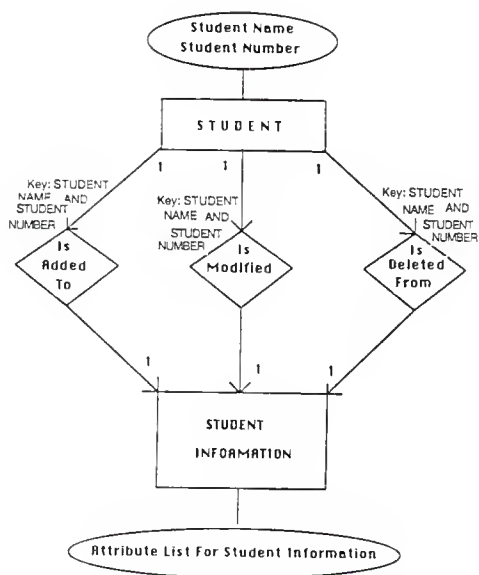 Student Name
Student Number
STUDENT
1
1
1
Key: STUDENT
NAME AND
STUDENT
NUMBER
Key: STUDENT
NAME AND
STUDENT
NUMBER
Key: STUDENT
NAME AND
STUDENT
NUMBER
Is
Added
To
Is
Modified
Is
Deleted
From
1
1
1
STUDENT
INFORMATION
Attribute List For Student Information